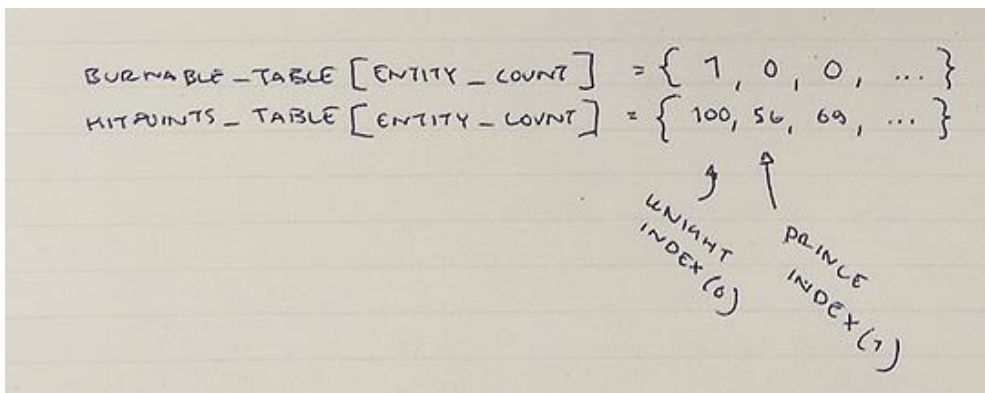 BURNABLE_TABLE [ENTITY_COUNT] = { 1, 0, 0, ... }
HITPOINTS_TABLE [ENTITY_COUNT] = { 100, 56, 69, ... }
KNIGHT
INDEX (0)
PRINCE
INDEX (1)